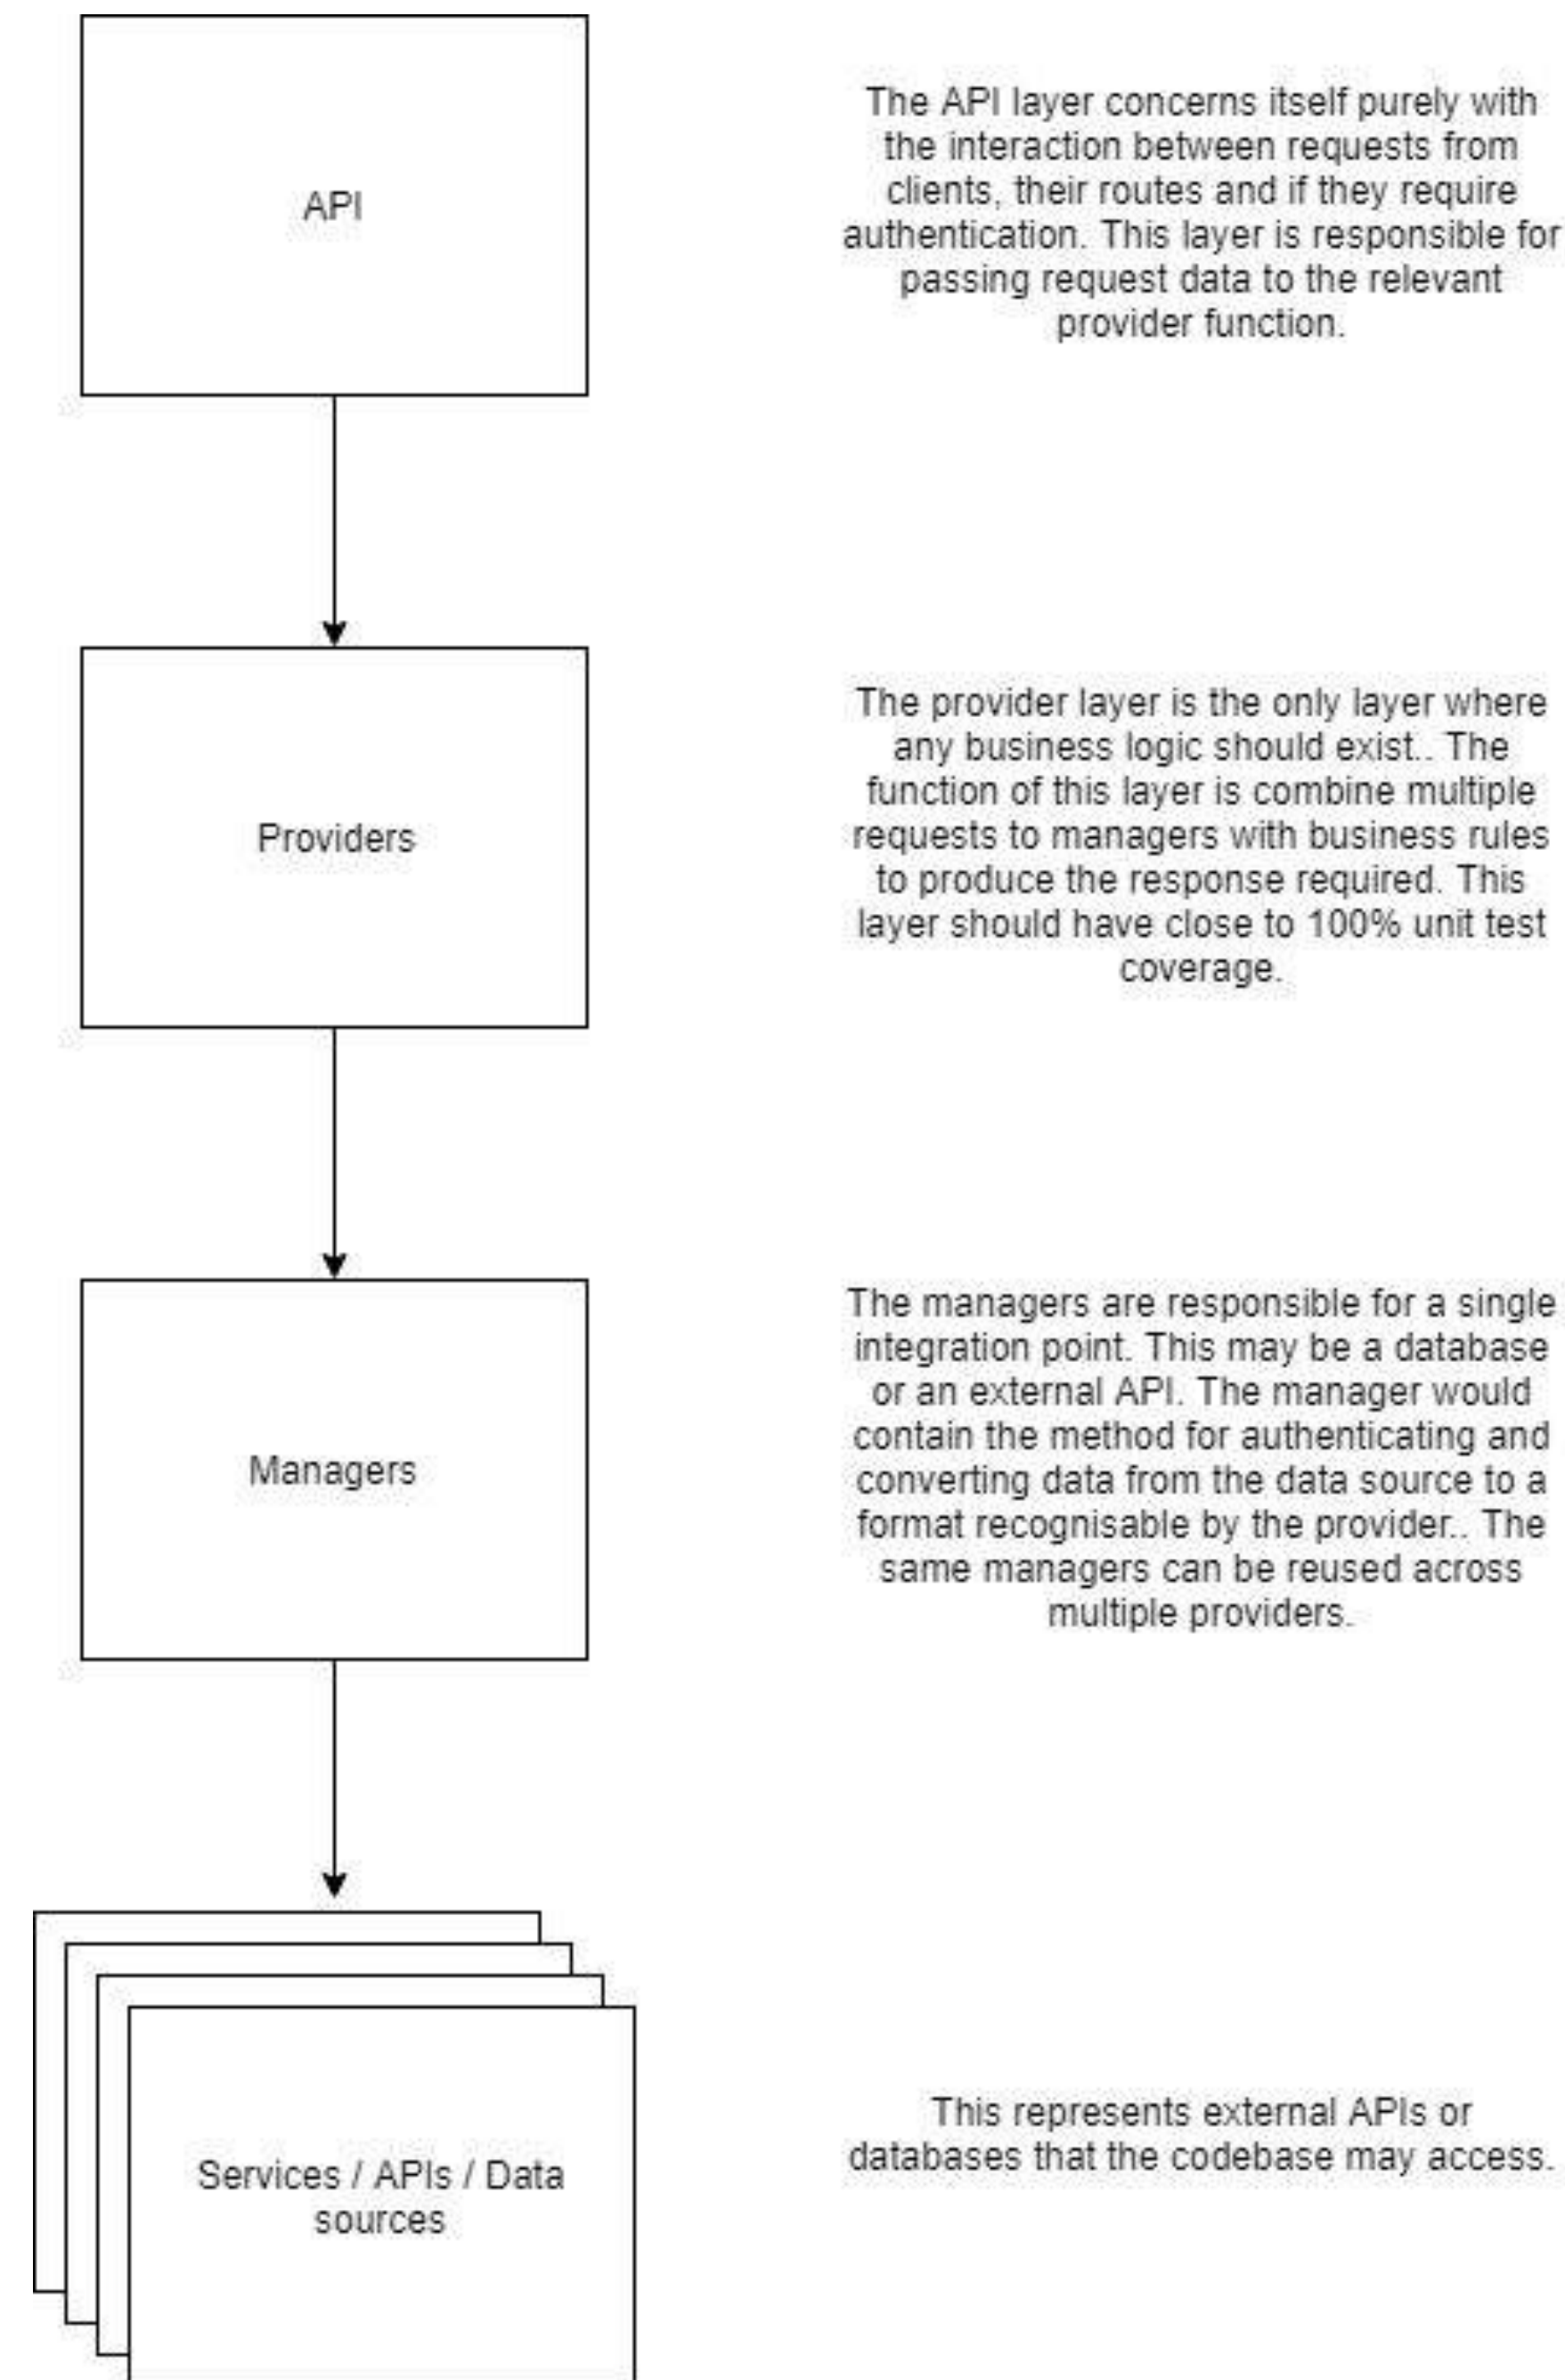 API
The API layer concerns itself purely with
the interaction between requests from
clients, their routes and if they require
authentication. This layer is responsible for
passing request data to the relevant
provider function.
Providers
The provider layer is the only layer where
any business logic should exist.. The
function of this layer is combine multiple
requests to managers with business rules
to produce the response required. This
layer should have close to 100% unit test
coverage.
Managers
The managers are responsible for a single
integration point. This may be a database
or an external API. The manager would
contain the method for authenticating and
converting data from the data source to a
format recognisable by the provider.. The
same managers can be reused across
multiple providers.
Services / APIs / Data
sources
This represents external APIs or
databases that the codebase may access.